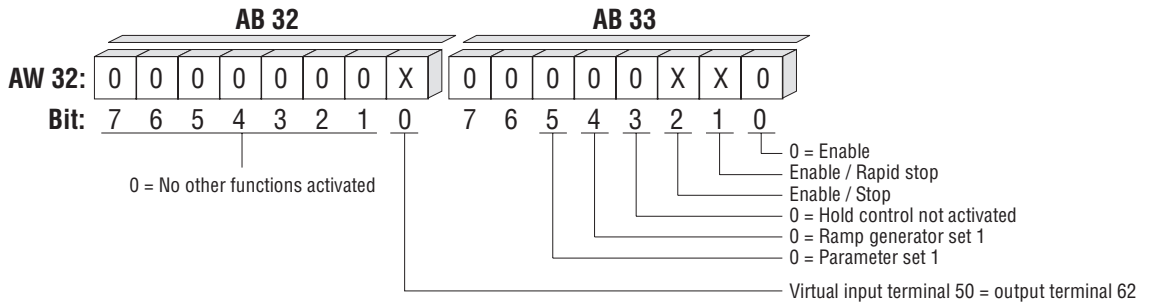 AB 32 AB 33
AW 32: 0 0 0 0 0 0 0 X 0 0 0 0 0 X X 0
Bit: 7 6 5 4 3 2 1 0 7 6 5 4 3 2 1 0
0 = Enable
Enable / Rapid stop
0 = No other functions activated
Enable / Stop
0 = Hold control not activated
0 = Ramp generator set 1
0 = Parameter set 1
Virtual input terminal 50 = output terminal 62